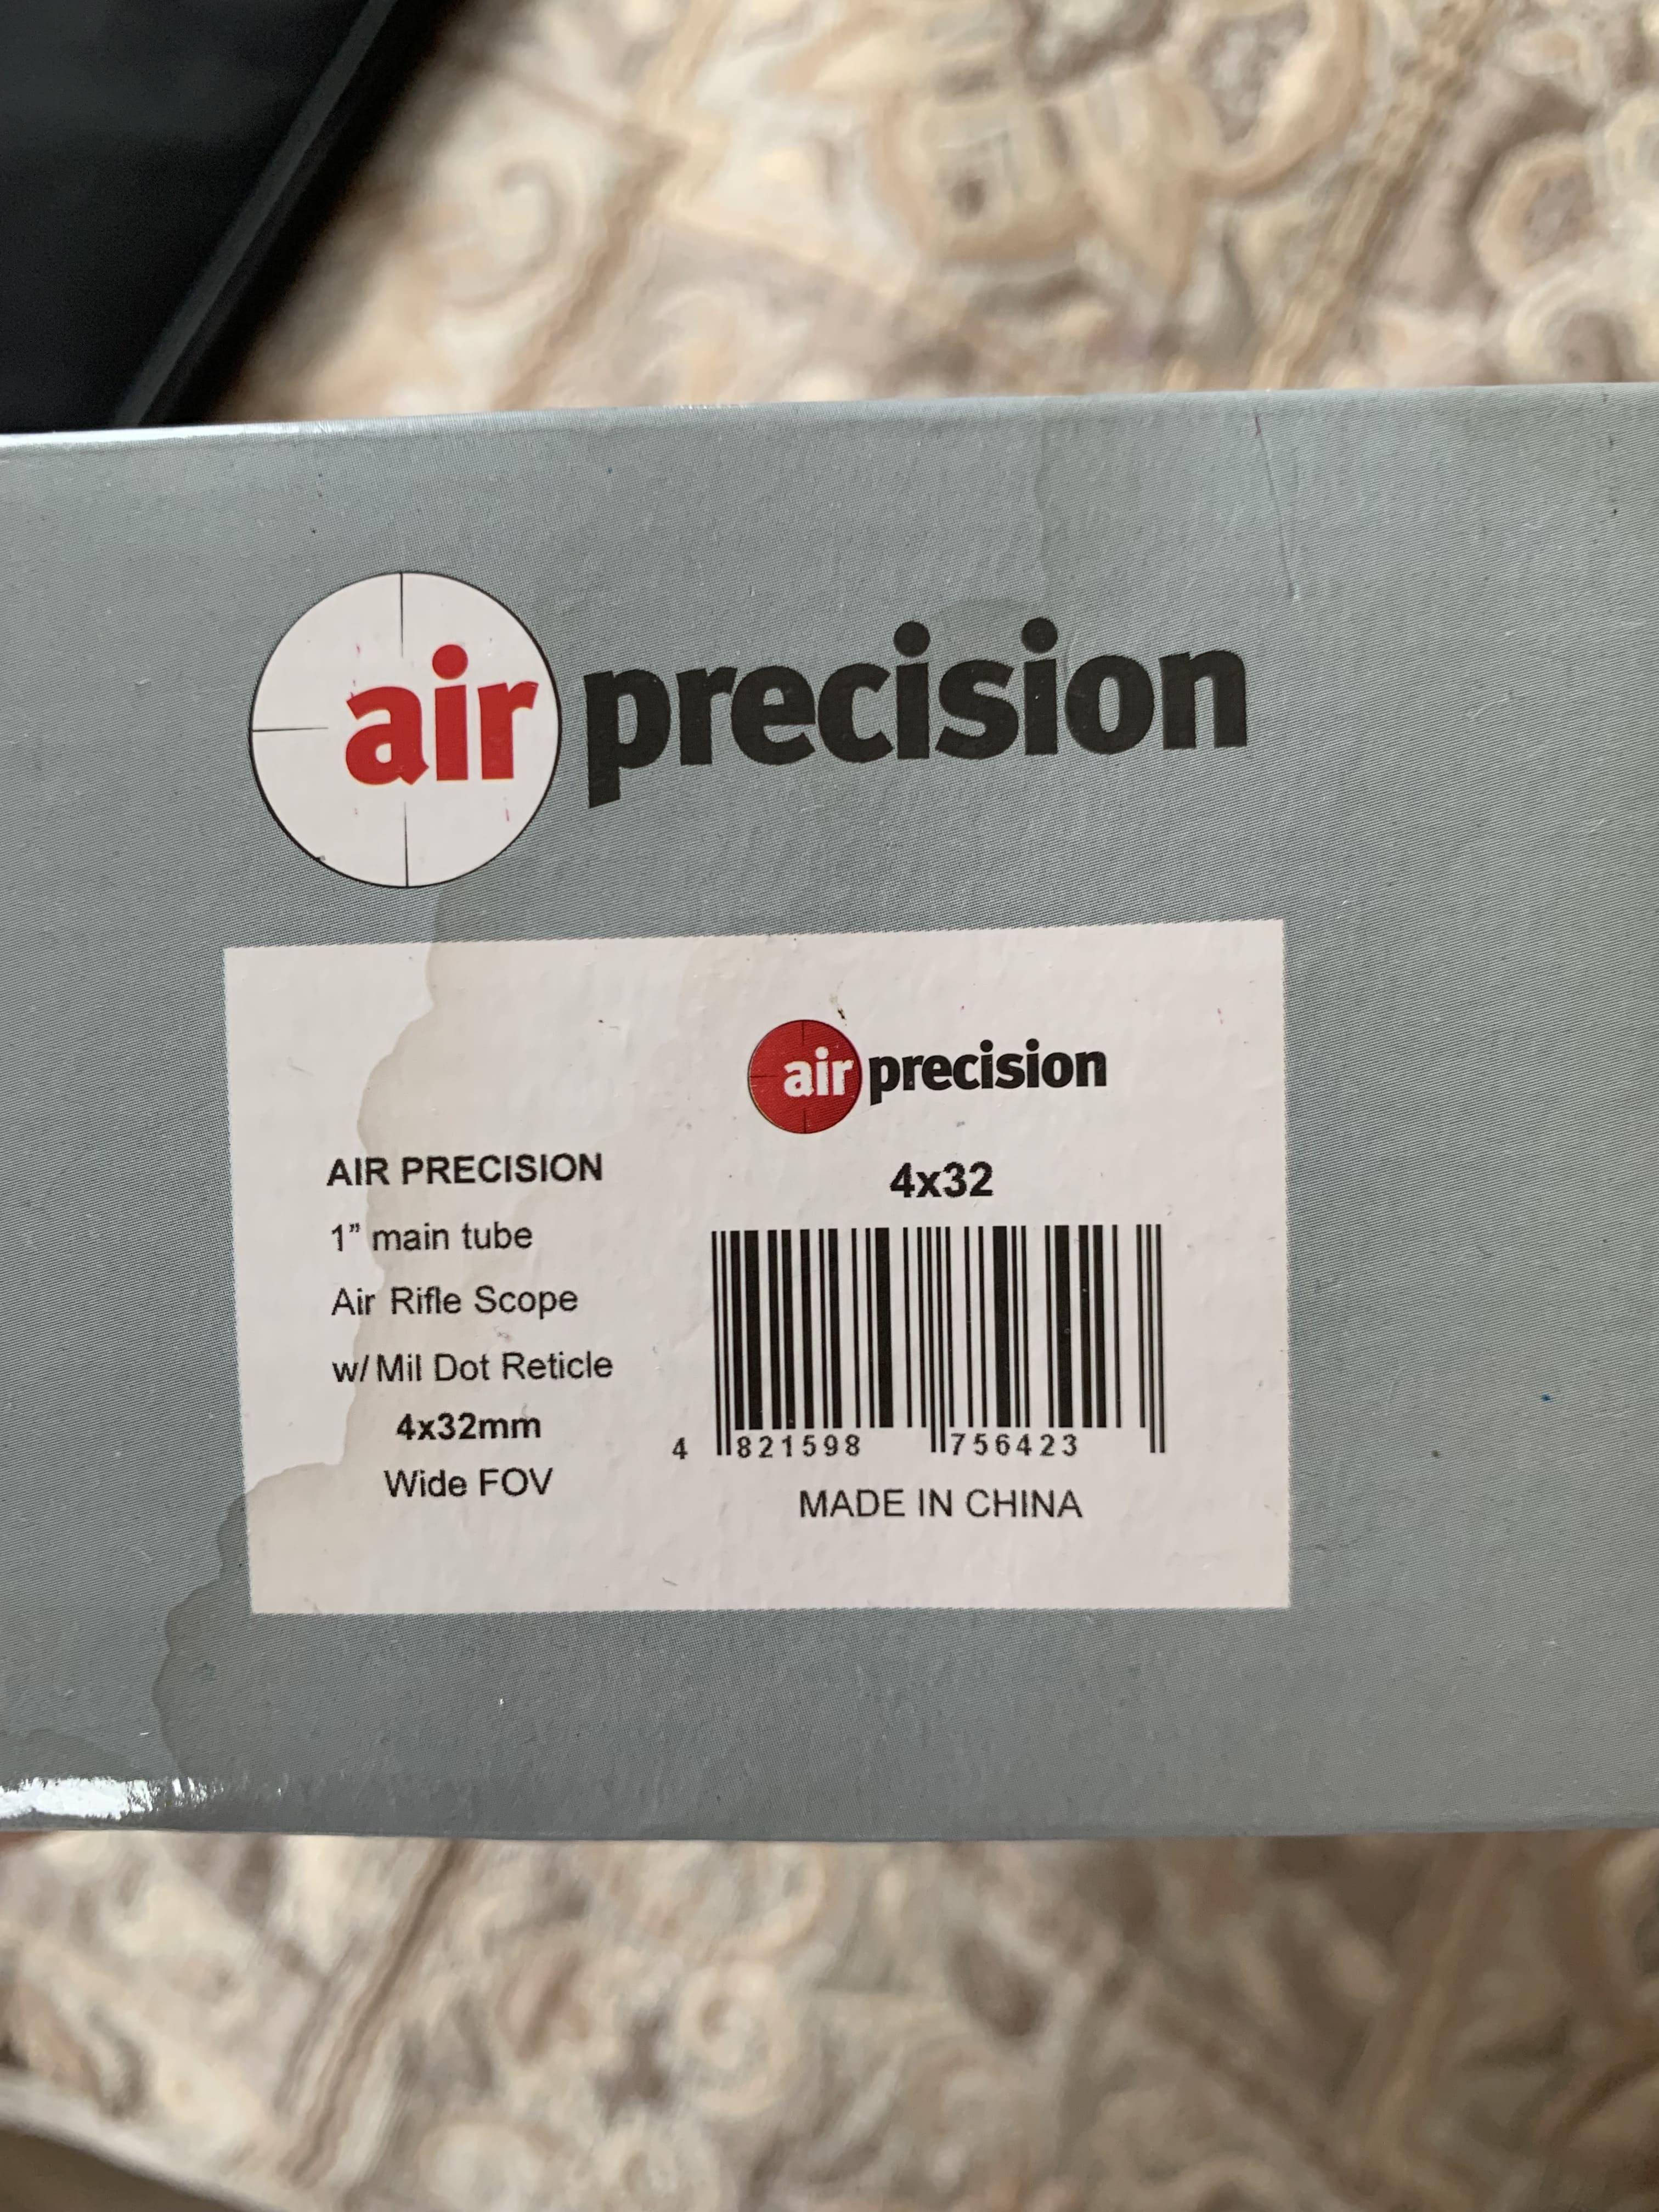 air precision
air precision
AIR PRECISION
1” main tube
Air Rifle Scope
w/ Mil Dot Reticle
4x32mm
Wide FOV
4x32
4 821598 756423
MADE IN CHINA